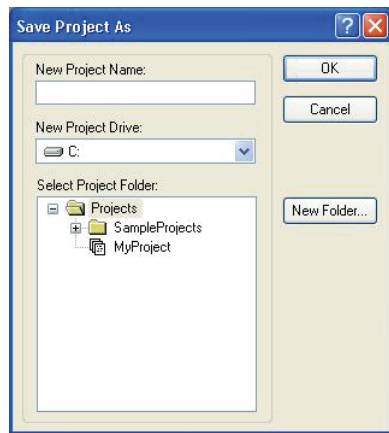 Save Project As
New Project Name:
OK
Cancel
New Project Drive:
C:
Select Project Folder:
Projects
SampleProjects
MyProject
New Folder...